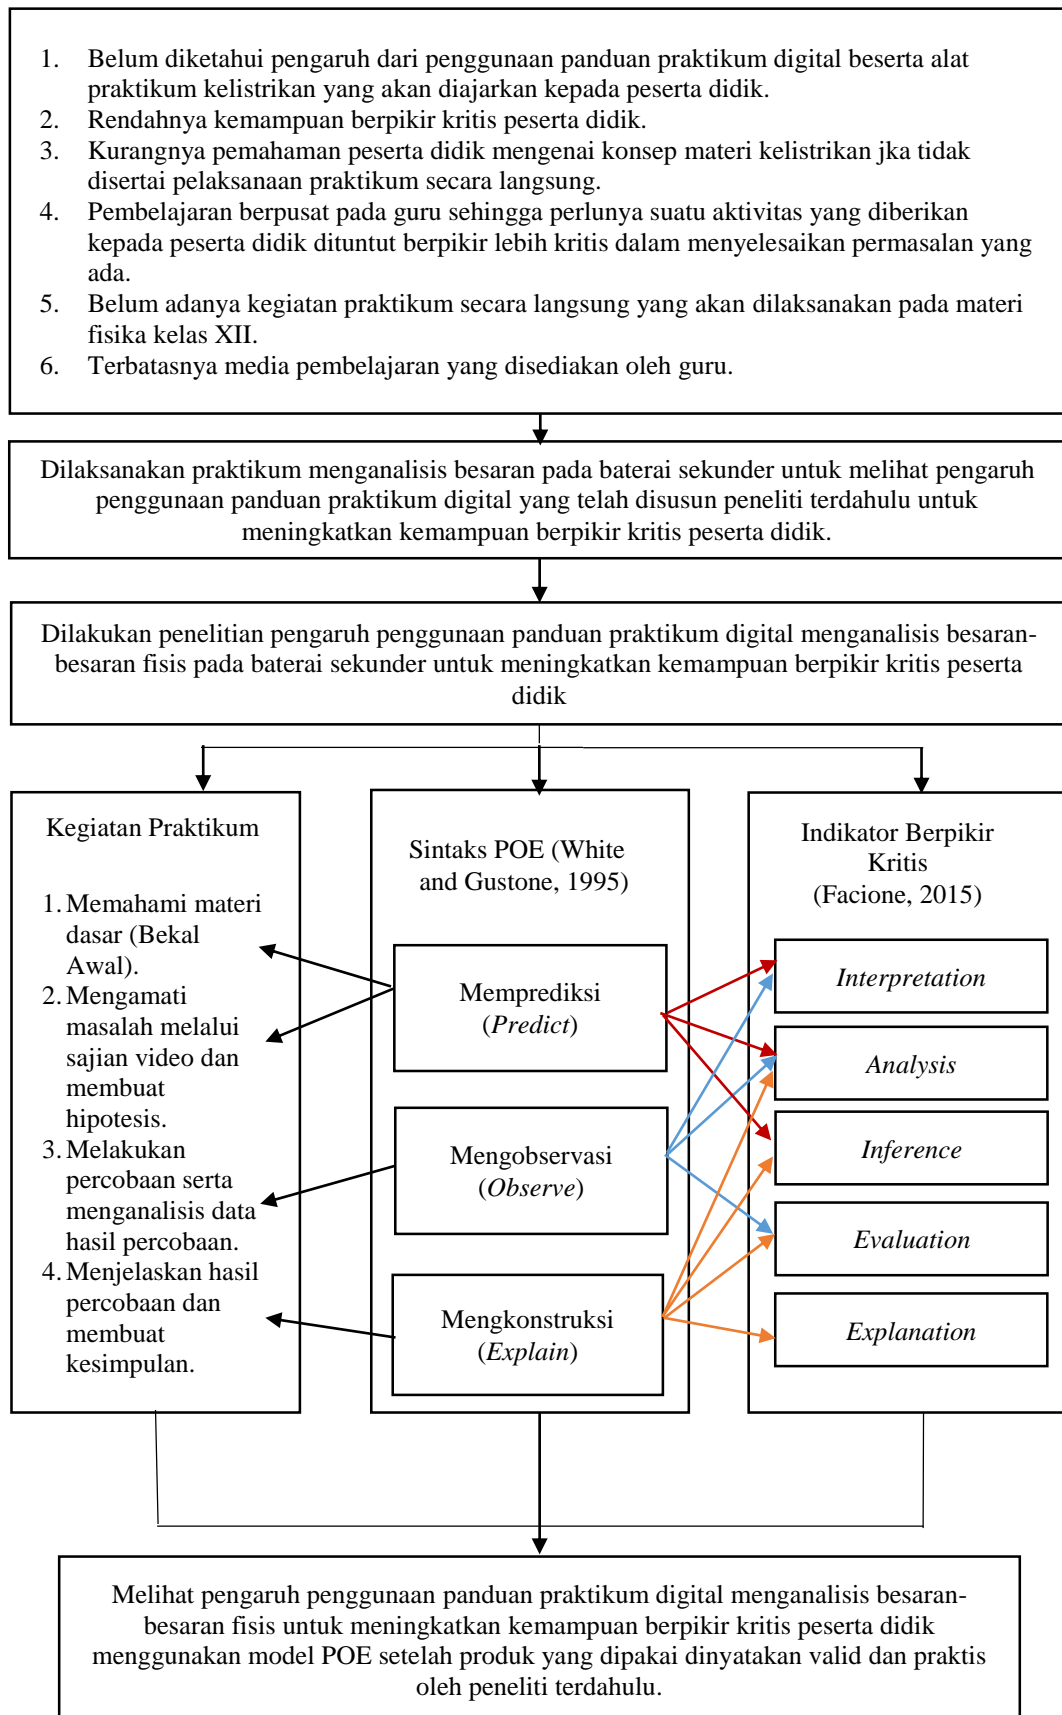 1. Belum diketahui pengaruh dari penggunaan panduan praktikum digital beserta alat
praktikum kelistrikan yang akan diajarkan kepada peserta didik.
2. Rendahnya kemampuan berpikir kritis peserta didik.
3. Kurangnya pemahaman peserta didik mengenai konsep materi kelistrikan jka tidak
disertai pelaksanaan praktikum secara langsung.
4. Pembelajaran berpusat pada guru sehingga perlunya suatu aktivitas yang diberikan
kepada peserta didik dituntut berpikir lebih kritis dalam menyelesaikan permasalan yang
ada.
5. Belum adanya kegiatan praktikum secara langsung yang akan dilaksanakan pada materi
fisika kelas XII.
6. Terbatasnya media pembelajaran yang disediakan oleh guru.
Dilaksanakan praktikum menganalisis besaran pada baterai sekunder untuk melihat pengaruh
penggunaan panduan praktikum digital yang telah disusun peneliti terdahulu untuk
meningkatkan kemampuan berpikir kritis peserta didik.
Dilakukan penelitian pengaruh penggunaan panduan praktikum digital menganalisis besaran-
besaran fisis pada baterai sekunder untuk meningkatkan kemampuan berpikir kritis peserta
didik
Kegiatan Praktikum
1. Memahami materi
dasar (Bekal
Awal).
2. Mengamati
masalah melalui
sajian video dan
membuat
hipotesis.
3. Melakukan
percobaan serta
menganalisis data
hasil percobaan.
4. Menjelaskan hasil
percobaan dan
membuat
kesimpulan.
Sintaks POE (White
and Gustone, 1995)
Memprediksi
(Predict)
Mengobservasi
(Observe)
Mengkonstruksi
(Explain)
Indikator Berpikir
Kritis
(Facione, 2015)
Interpretation
Analysis
Inference
Evaluation
Explanation
Melihat pengaruh penggunaan panduan praktikum digital menganalisis besaran-
besaran fisis untuk meningkatkan kemampuan berpikir kritis peserta didik
menggunakan model POE setelah produk yang dipakai dinyatakan valid dan praktis
oleh peneliti terdahulu.